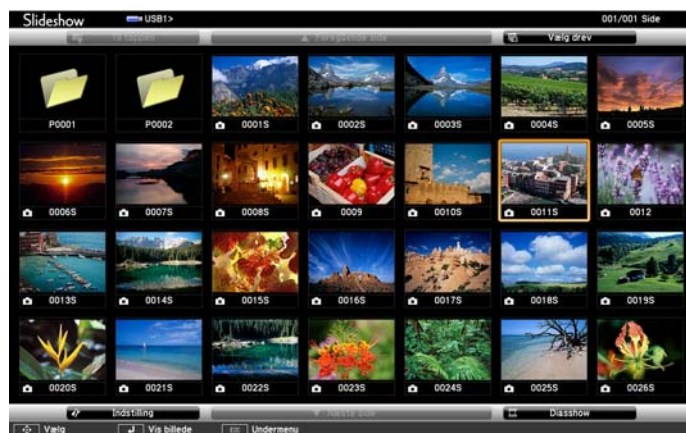 Slideshow USB1> 001/001 Side
Til toppen Foregående side Vælg drev
P0001 P0002 0001S 0002S 0003S 0004S 0005S
0006S 0007S 0008S 0009 0010S 0011S 0012
0013S 0014S 0015S 0016S 0017S 0018S 0019S
0020S 0021S 0022S 0023S 0024S 0025S 0026S
Indstilling Næste side Diasshow
Vælg Vis billede Esc Undermenu